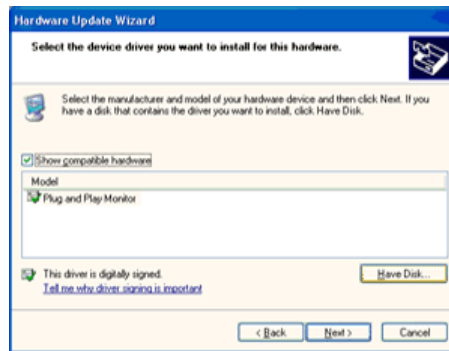 Hardware Update Wizard
Select the device driver you want to install for this hardware.
Select the manufacturer and model of your hardware device and then click Next. If you
have a disk that contains the driver you want to install, click Have Disk.
Show compatible hardware
Model
Plug and Play Monitor
This driver is digitally signed.
Have Disk...
Tell me why driver signing is important
< Back
Next >
Cancel